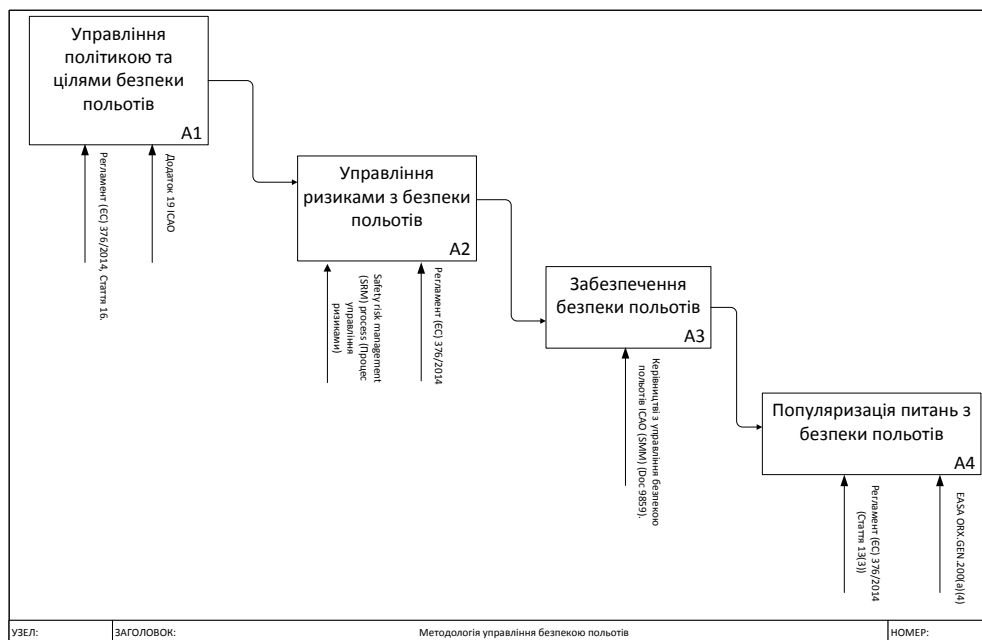 Управління
політикою та
цілями безпеки
польотів
A1
Регламент (ЄС) 376/2014, Стаття 16.
Додаток 19 ICAO
Управління
ризиками з безпеки
польотів
A2
Safety risk management
(SRM) process (Процес
управління
ризиками)
Регламент (ЄС) 376/2014
Забезпечення
безпеки польотів
A3
Керівництві з управління безпекою
польотів ICAO (SMM) (Doc 9859).
Популяризація питань з
безпеки польотів
A4
Регламент (ЄС) 376/2014
(Стаття 13(3))
EASA ORX.GEN.200(a)(4)
УЗЕЛ:
ЗАГОЛОВОК:
Методологія управління безпекою польотів
НОМЕР: